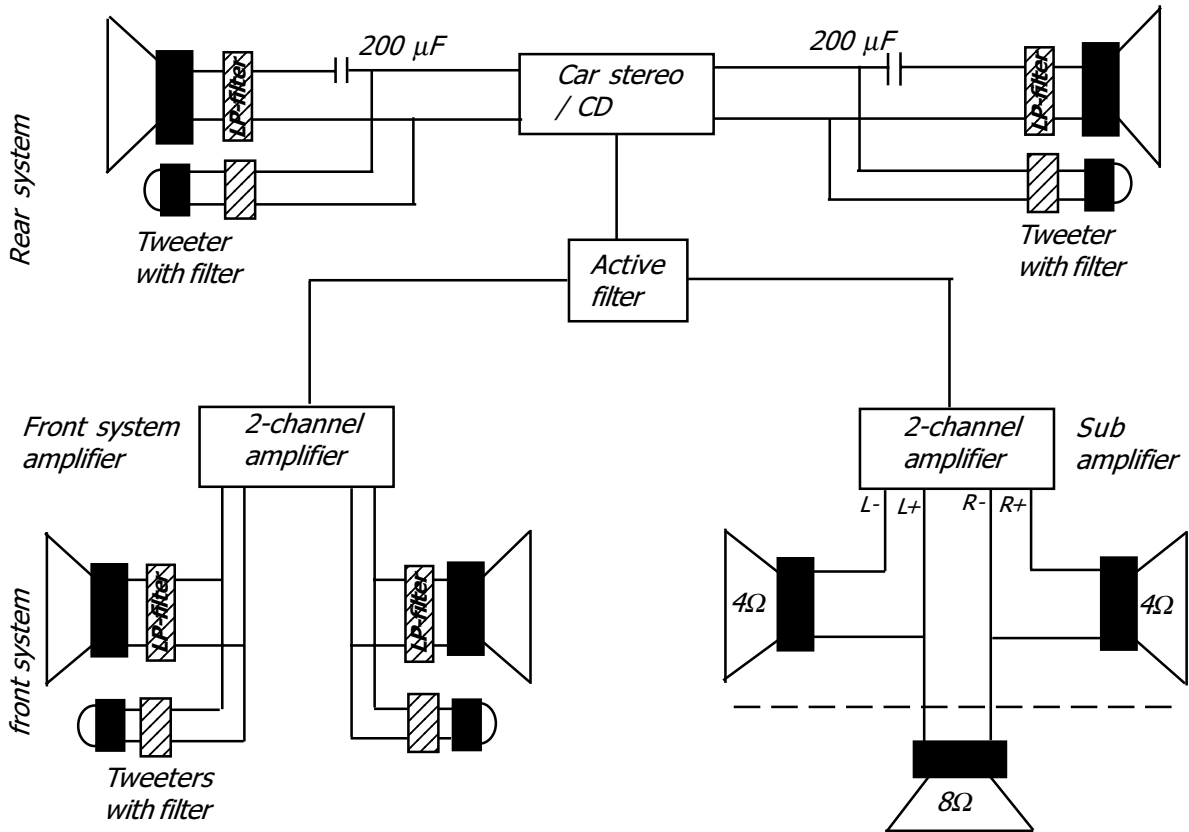 200 µF
200 µF
Car stereo
/ CD
LP-filter
LP-filter
Rear system
Tweeter
with filter
Tweeter
with filter
Active
filter
Front system
amplifier
2-channel
amplifier
2-channel
amplifier
Sub
amplifier
L-
L+
R-
R+
LP-filter
LP-filter
4Ω
4Ω
front system
Tweeters
with filter
8Ω